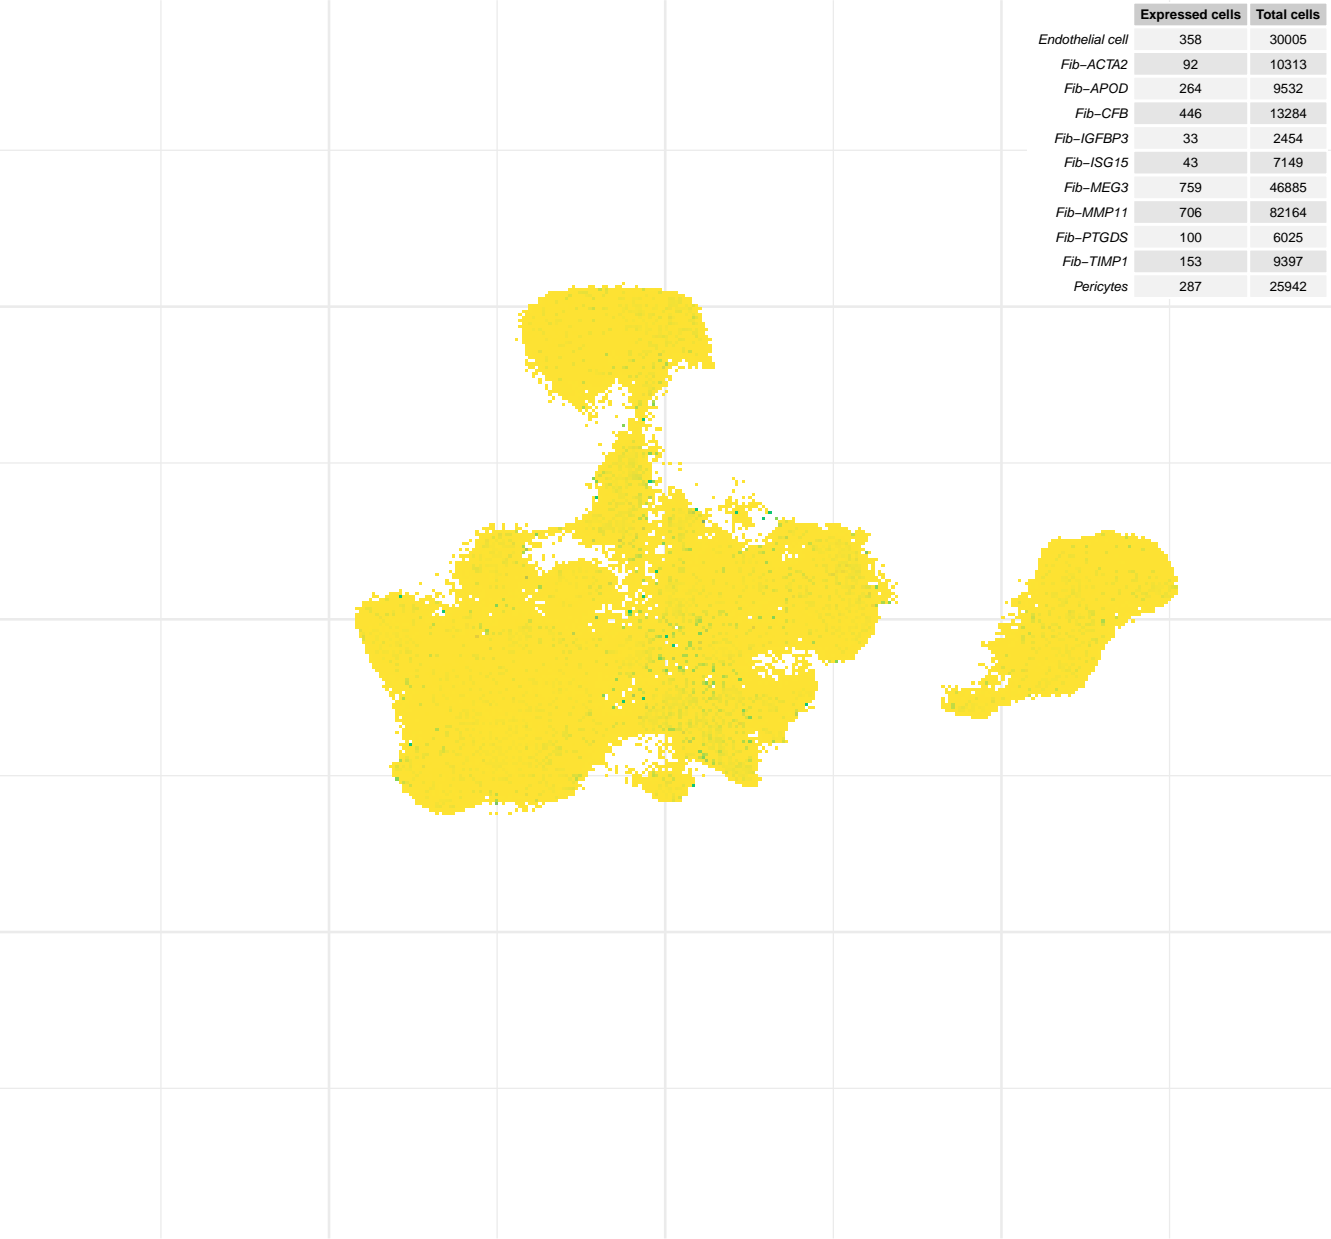 Expressed cells Total cells
Endothelial cell 358 30005
Fib−ACTA2 92 10313
Fib−APOD 264 9532
Fib−CFB 446 13284
Fib−IGFBP3 33 2454
Fib−ISG15 43 7149
Fib−MEG3 759 46885
Fib−MMP11 706 82164
Fib−PTGDS 100 6025
Fib−TIMP1 153 9397
Pericytes 287 25942